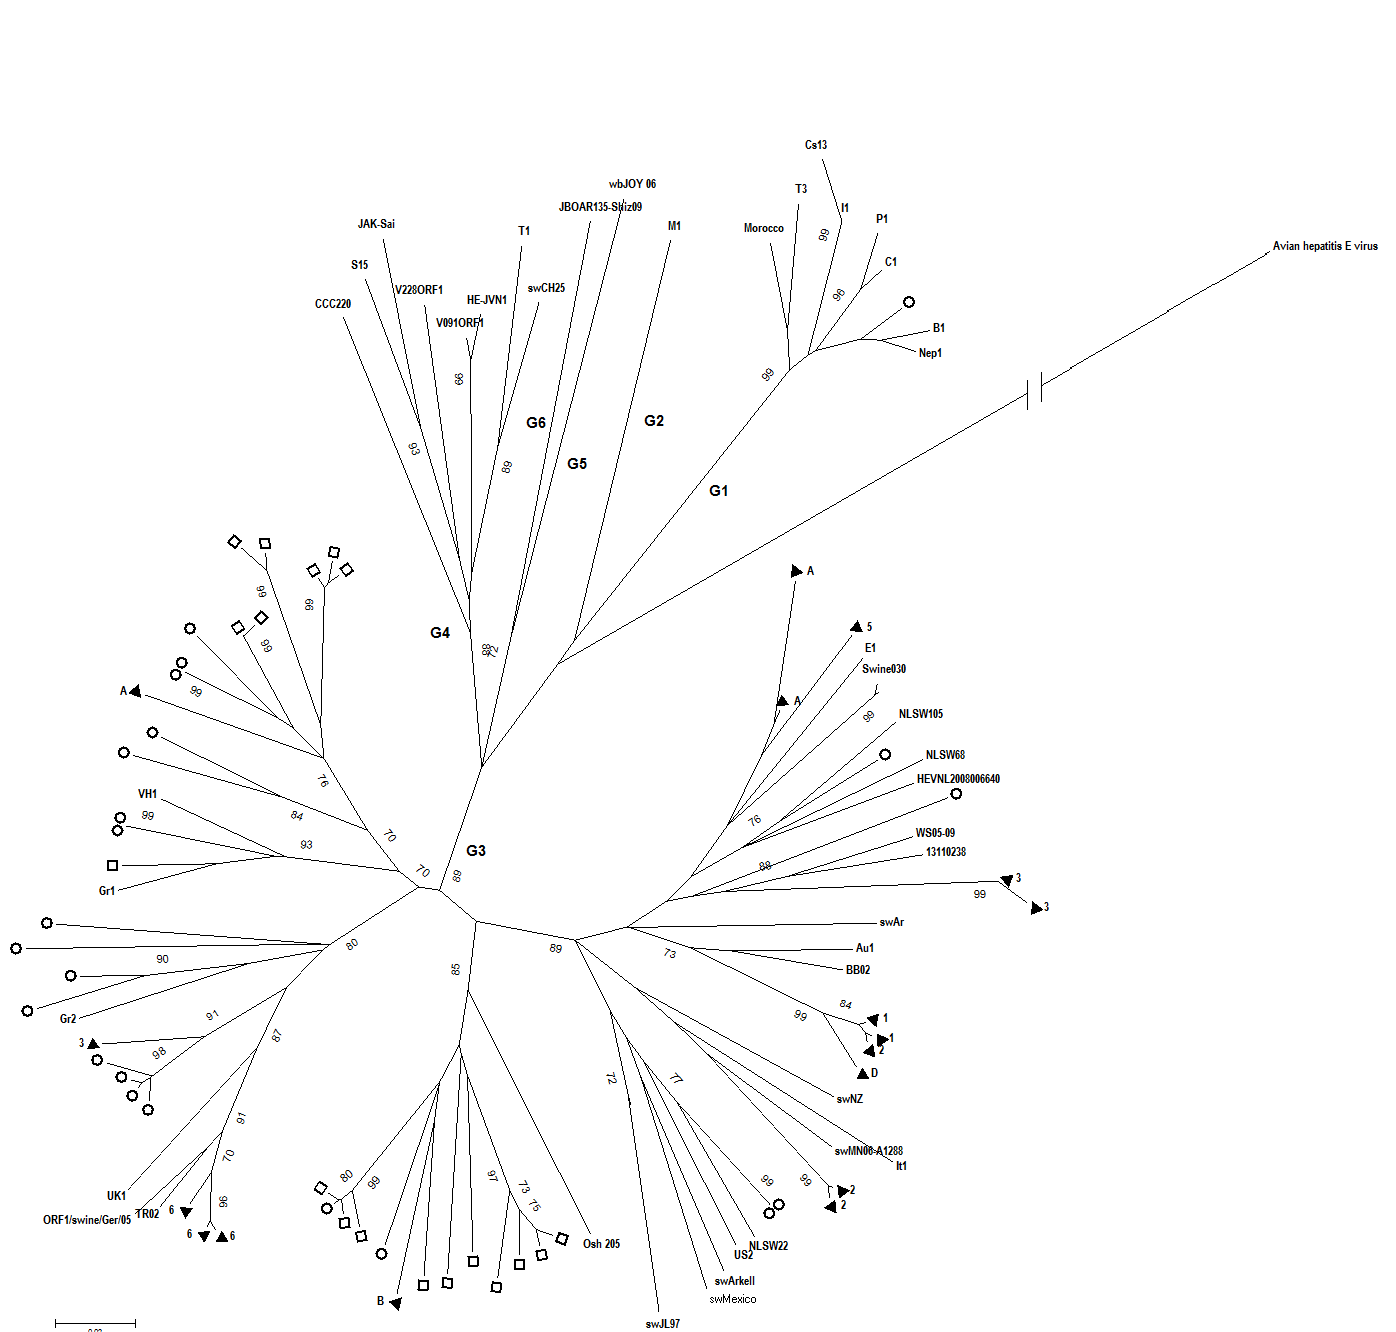 Cs13
wbJOY 06
T3
JBOAR135-Shiz09
I1
P1
JAK-Sai
T1
M1
Morocco
99
Avian hepatitis E virus
S15
C1
V228ORF1
swCH25
96
CCC220
HE-JVN1
V091ORF1
B1
Nep1
99
99
G6
G2
93
89
G5
G1
A
99
99
5
G4
E1
99
88
72
Swine030
A
99
A
99
NLSW105
NLSW68
76
HEVNL2008006640
VH1
99
84
76
WS05-09
70
93
G3
13110238
88
70
89
3
Gr1
99
3
swAr
80
89
Au1
90
73
85
BB02
84
Gr2
91
99
1
87
1
3
98
2
72
77
D
swNZ
91
70
swMN06-A1288
80
It1
99
97
99
99
2
UK1
73
96
2
ORF1/swine/Ger/05
TR02
6
75
6
6
Osh 205
NLSW22
US2
swArkell
B
swMexico
swJL97